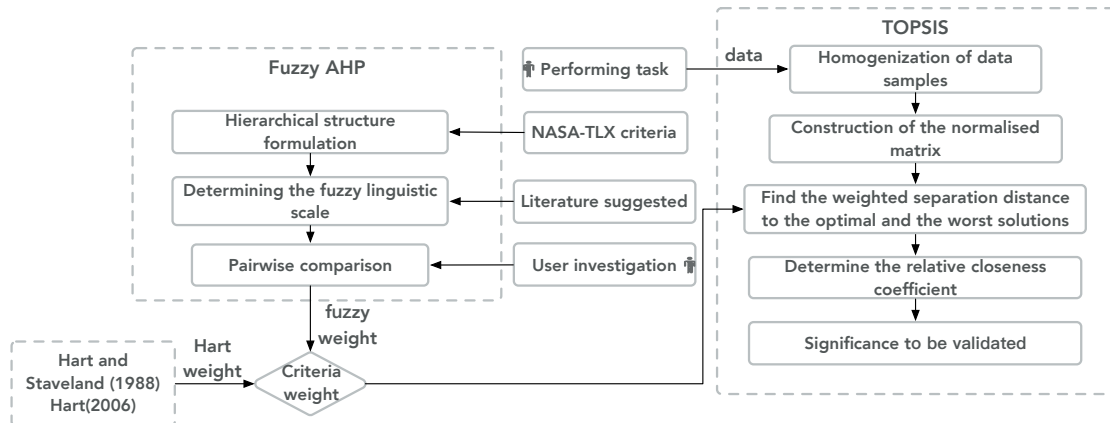 TOPSIS
Fuzzy AHP
Performing task
data
Homogenization of data
samples
Hierarchical structure
formulation
NASA-TLX criteria
Construction of the normalised
matrix
Determining the fuzzy linguistic
scale
Literature suggested
Find the weighted separation distance
to the optimal and the worst solutions
Pairwise comparison
User investigation
Determine the relative closeness
coefficient
fuzzy
weight
Significance to be validated
Hart and
Staveland (1988)
Hart(2006)
Hart
weight
Criteria
weight